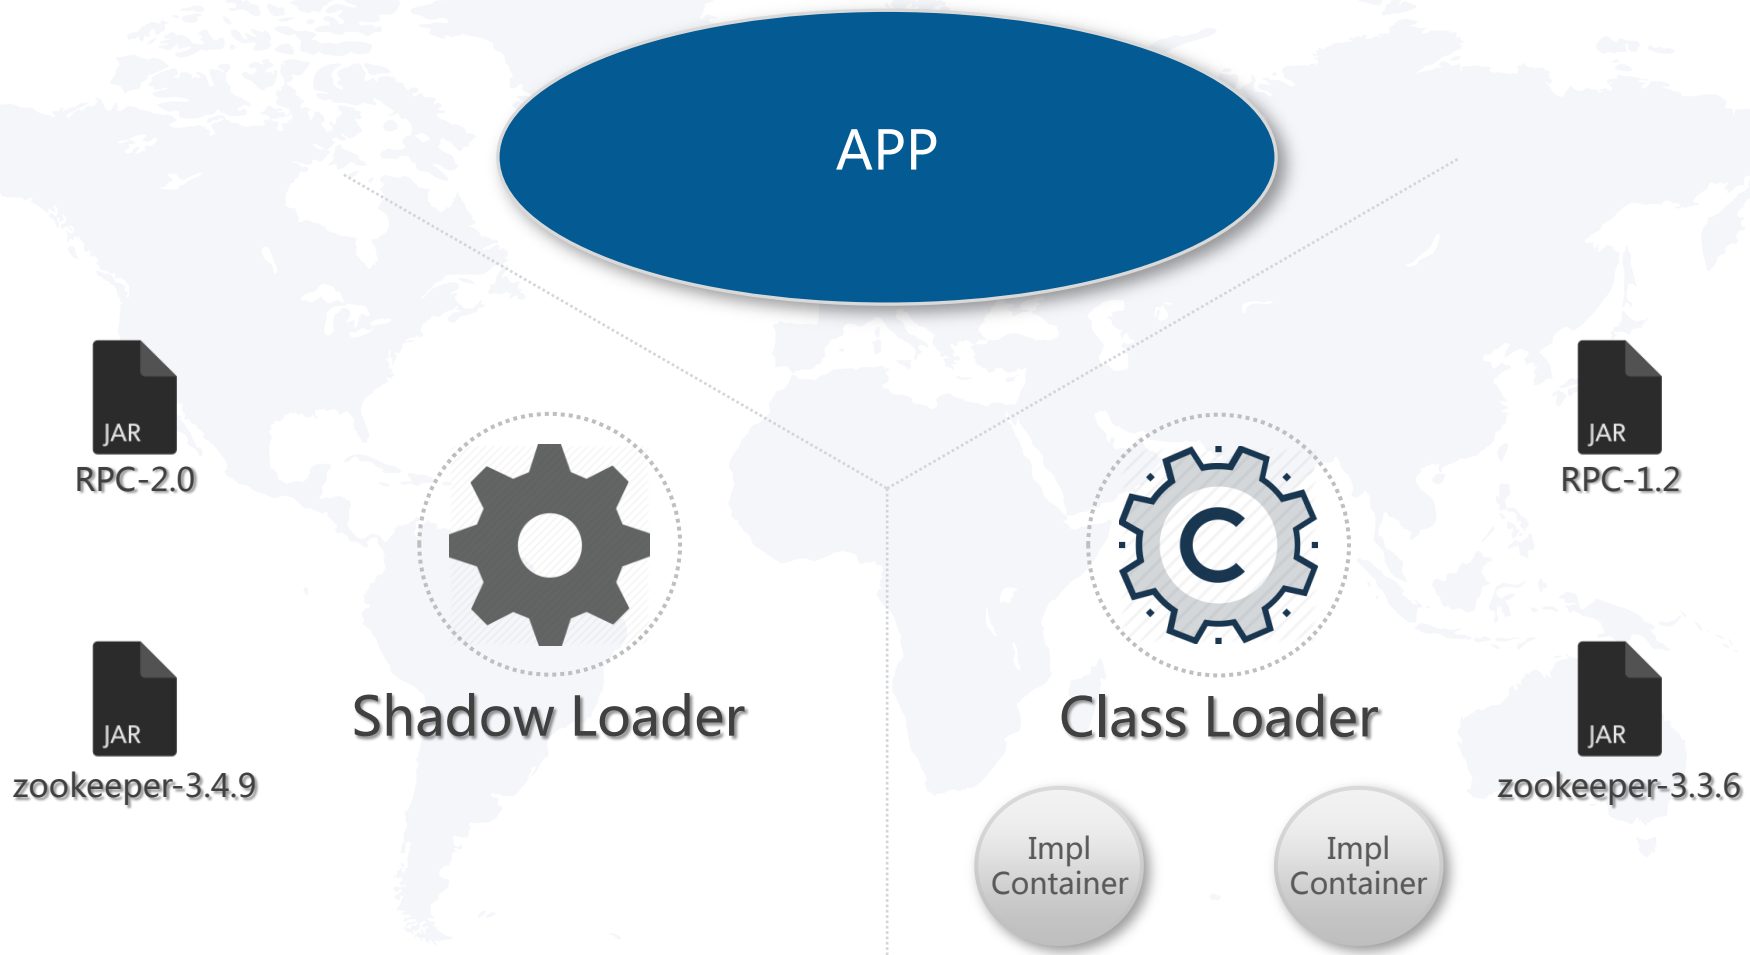 APP
JAR
RPC-2.0
JAR
zookeeper-3.4.9
Shadow Loader
C
Class Loader
JAR
RPC-1.2
JAR
zookeeper-3.3.6
Impl
Container
Impl
Container